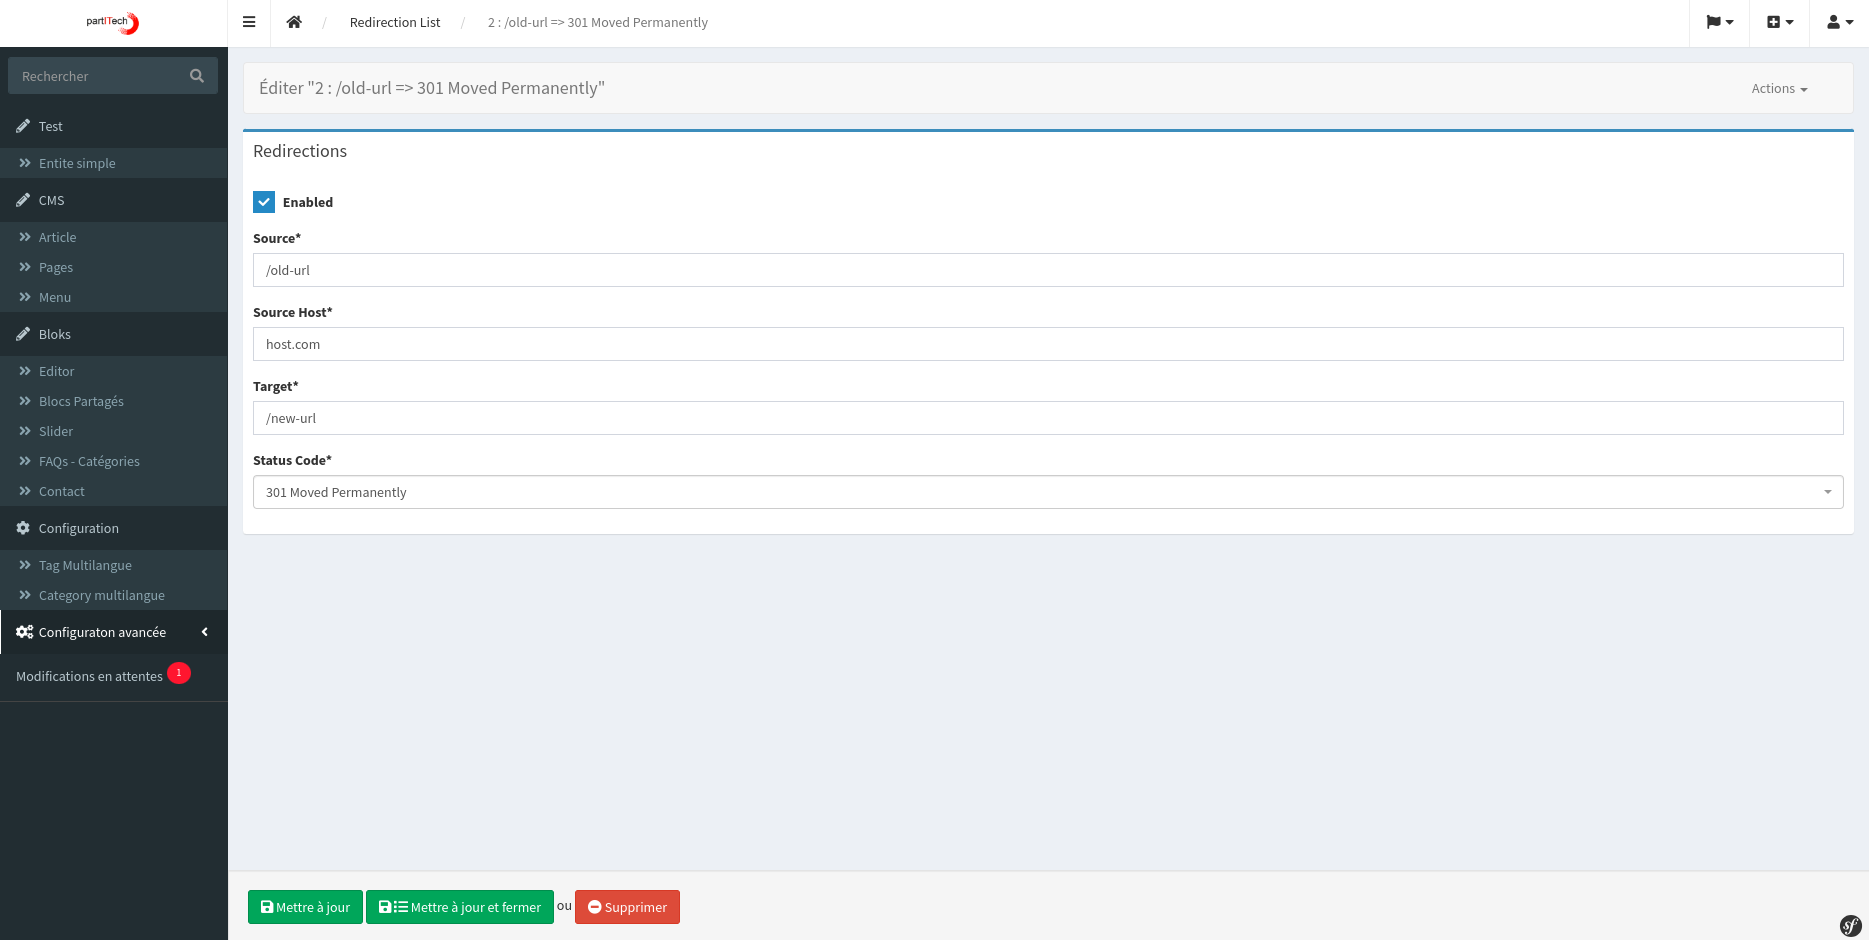 partITech
/ Redirection List / 2 : /old-url => 301 Moved Permanently
Rechercher
Test
Entite simple
CMS
Article
Pages
Menu
Bloks
Editor
Blocs Partagés
Slider
FAQs - Catégories
Contact
Configuration
Tag Multilangue
Category multilangue
Configuraton avancée
Modifications en attentes 1
Éditer "2 : /old-url => 301 Moved Permanently"
Actions
Redirections
Enabled
Source*
/old-url
Source Host*
host.com
Target*
/new-url
Status Code*
301 Moved Permanently
Mettre à jour Mettre à jour et fermer ou Supprimer
sf